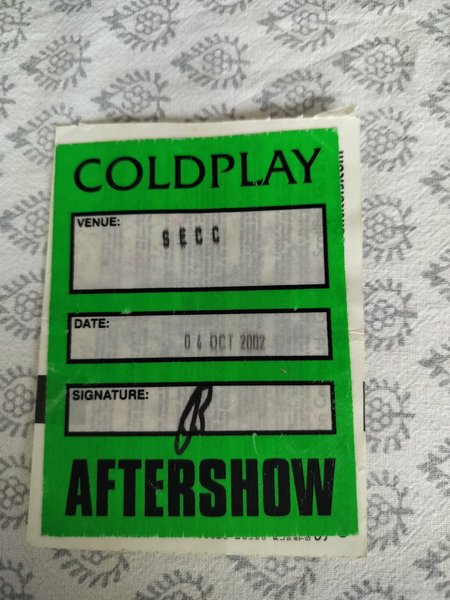 COLDPLAY
VENUE:
SECC
DATE:
04 OCT 2002
SIGNATURE:
AFTERSHOW